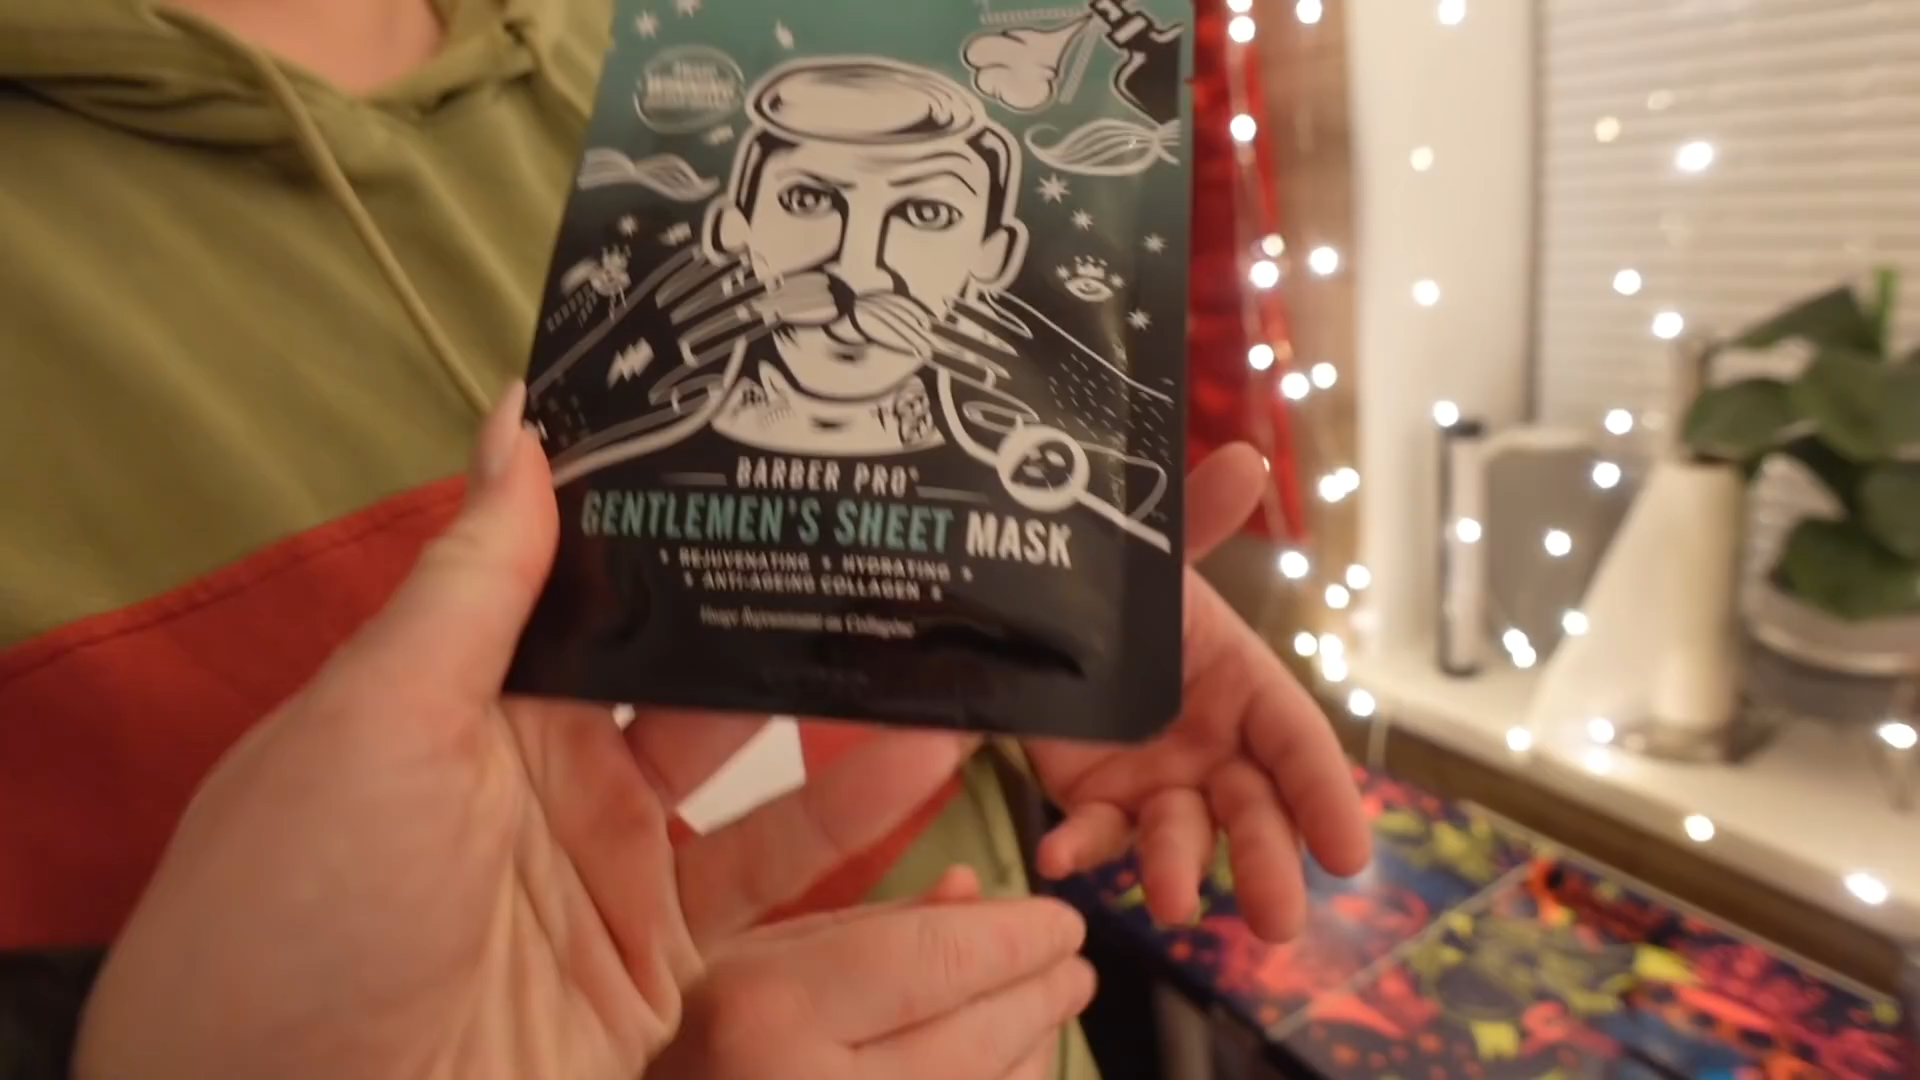 BARBER PRO
GENTLEMEN'S SHEET MASK
REJUVENATING • HYDRATING
ANTI-AGEING COLLAGEN